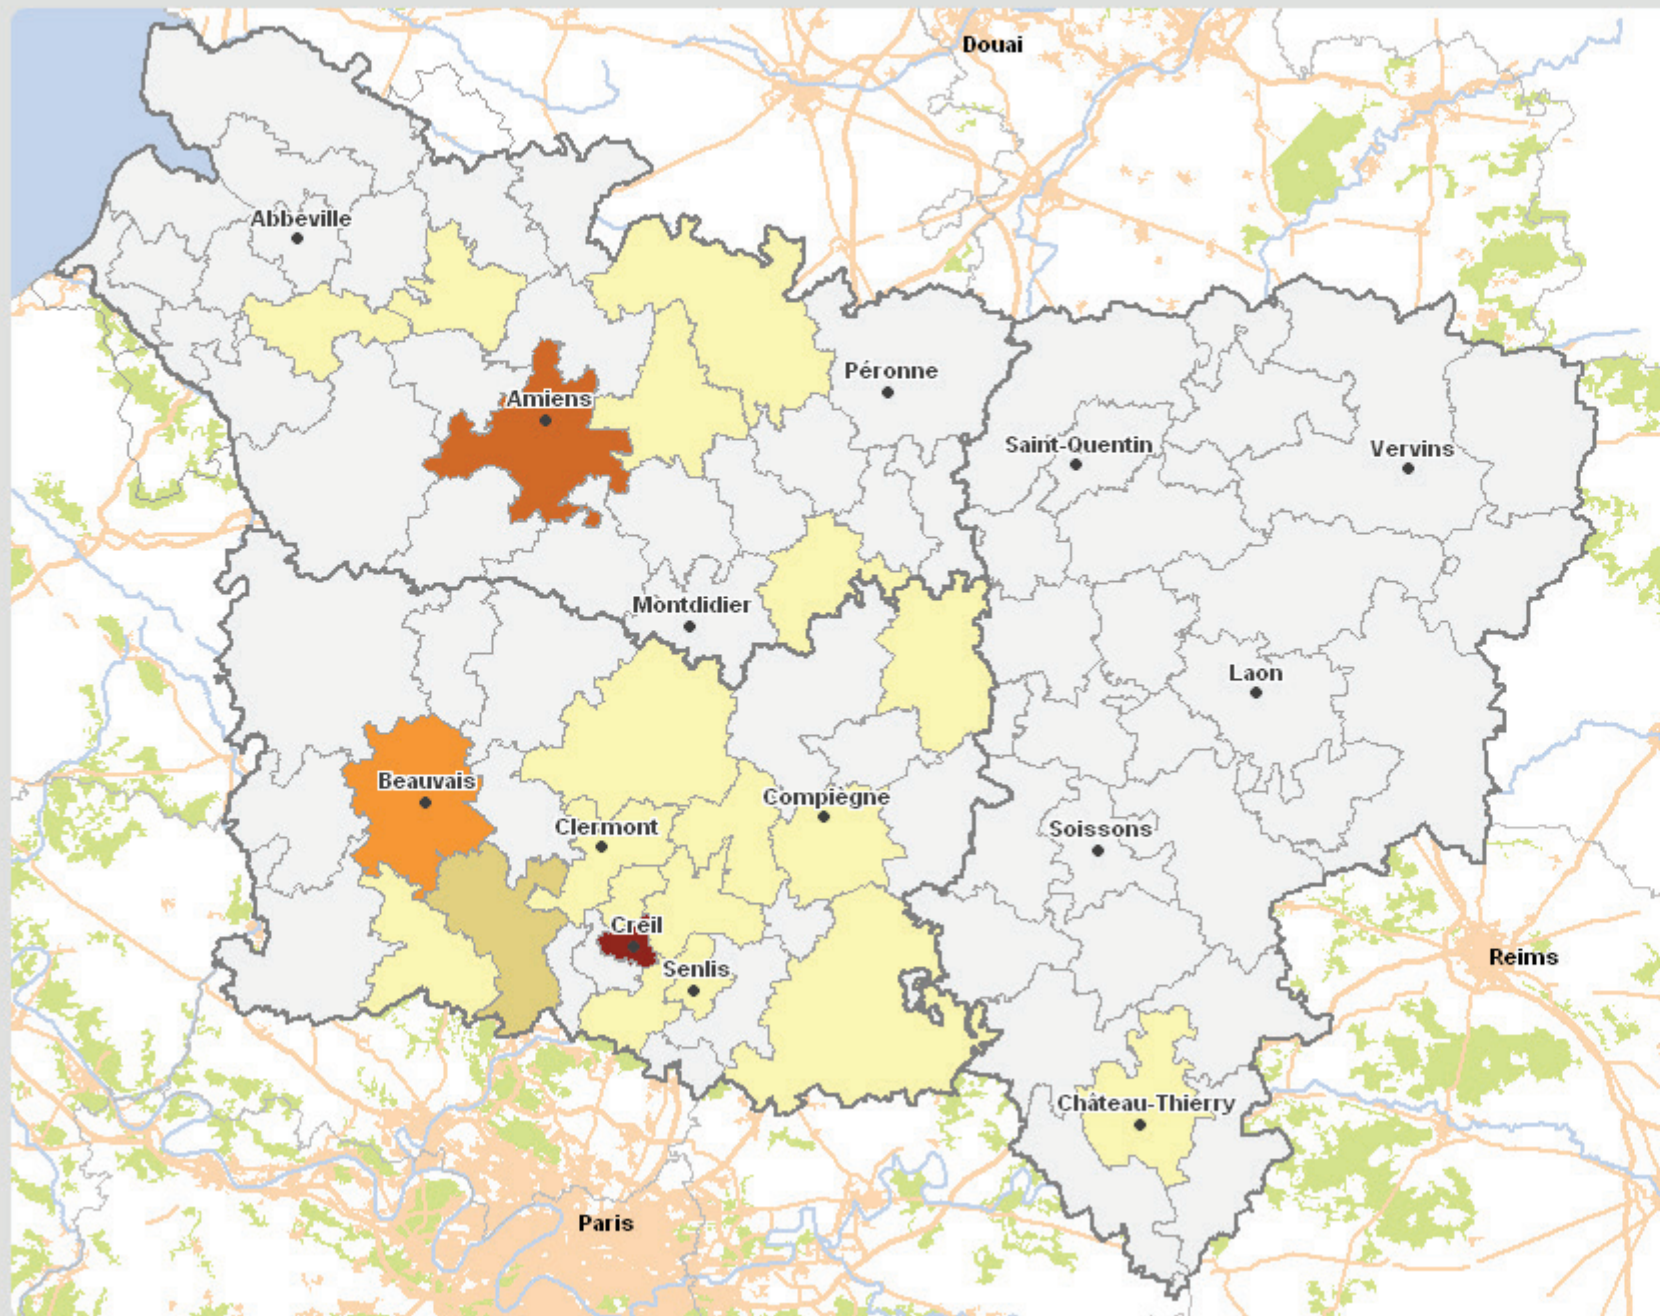 Douai
Abbeville
Péronne
Amiens
Saint-Quentin
Vervins
Montdidier
Laon
Beauvais
Compiègne
Clermont
Soissons
Creil
Senlis
Reims
Château-Thierry
Paris